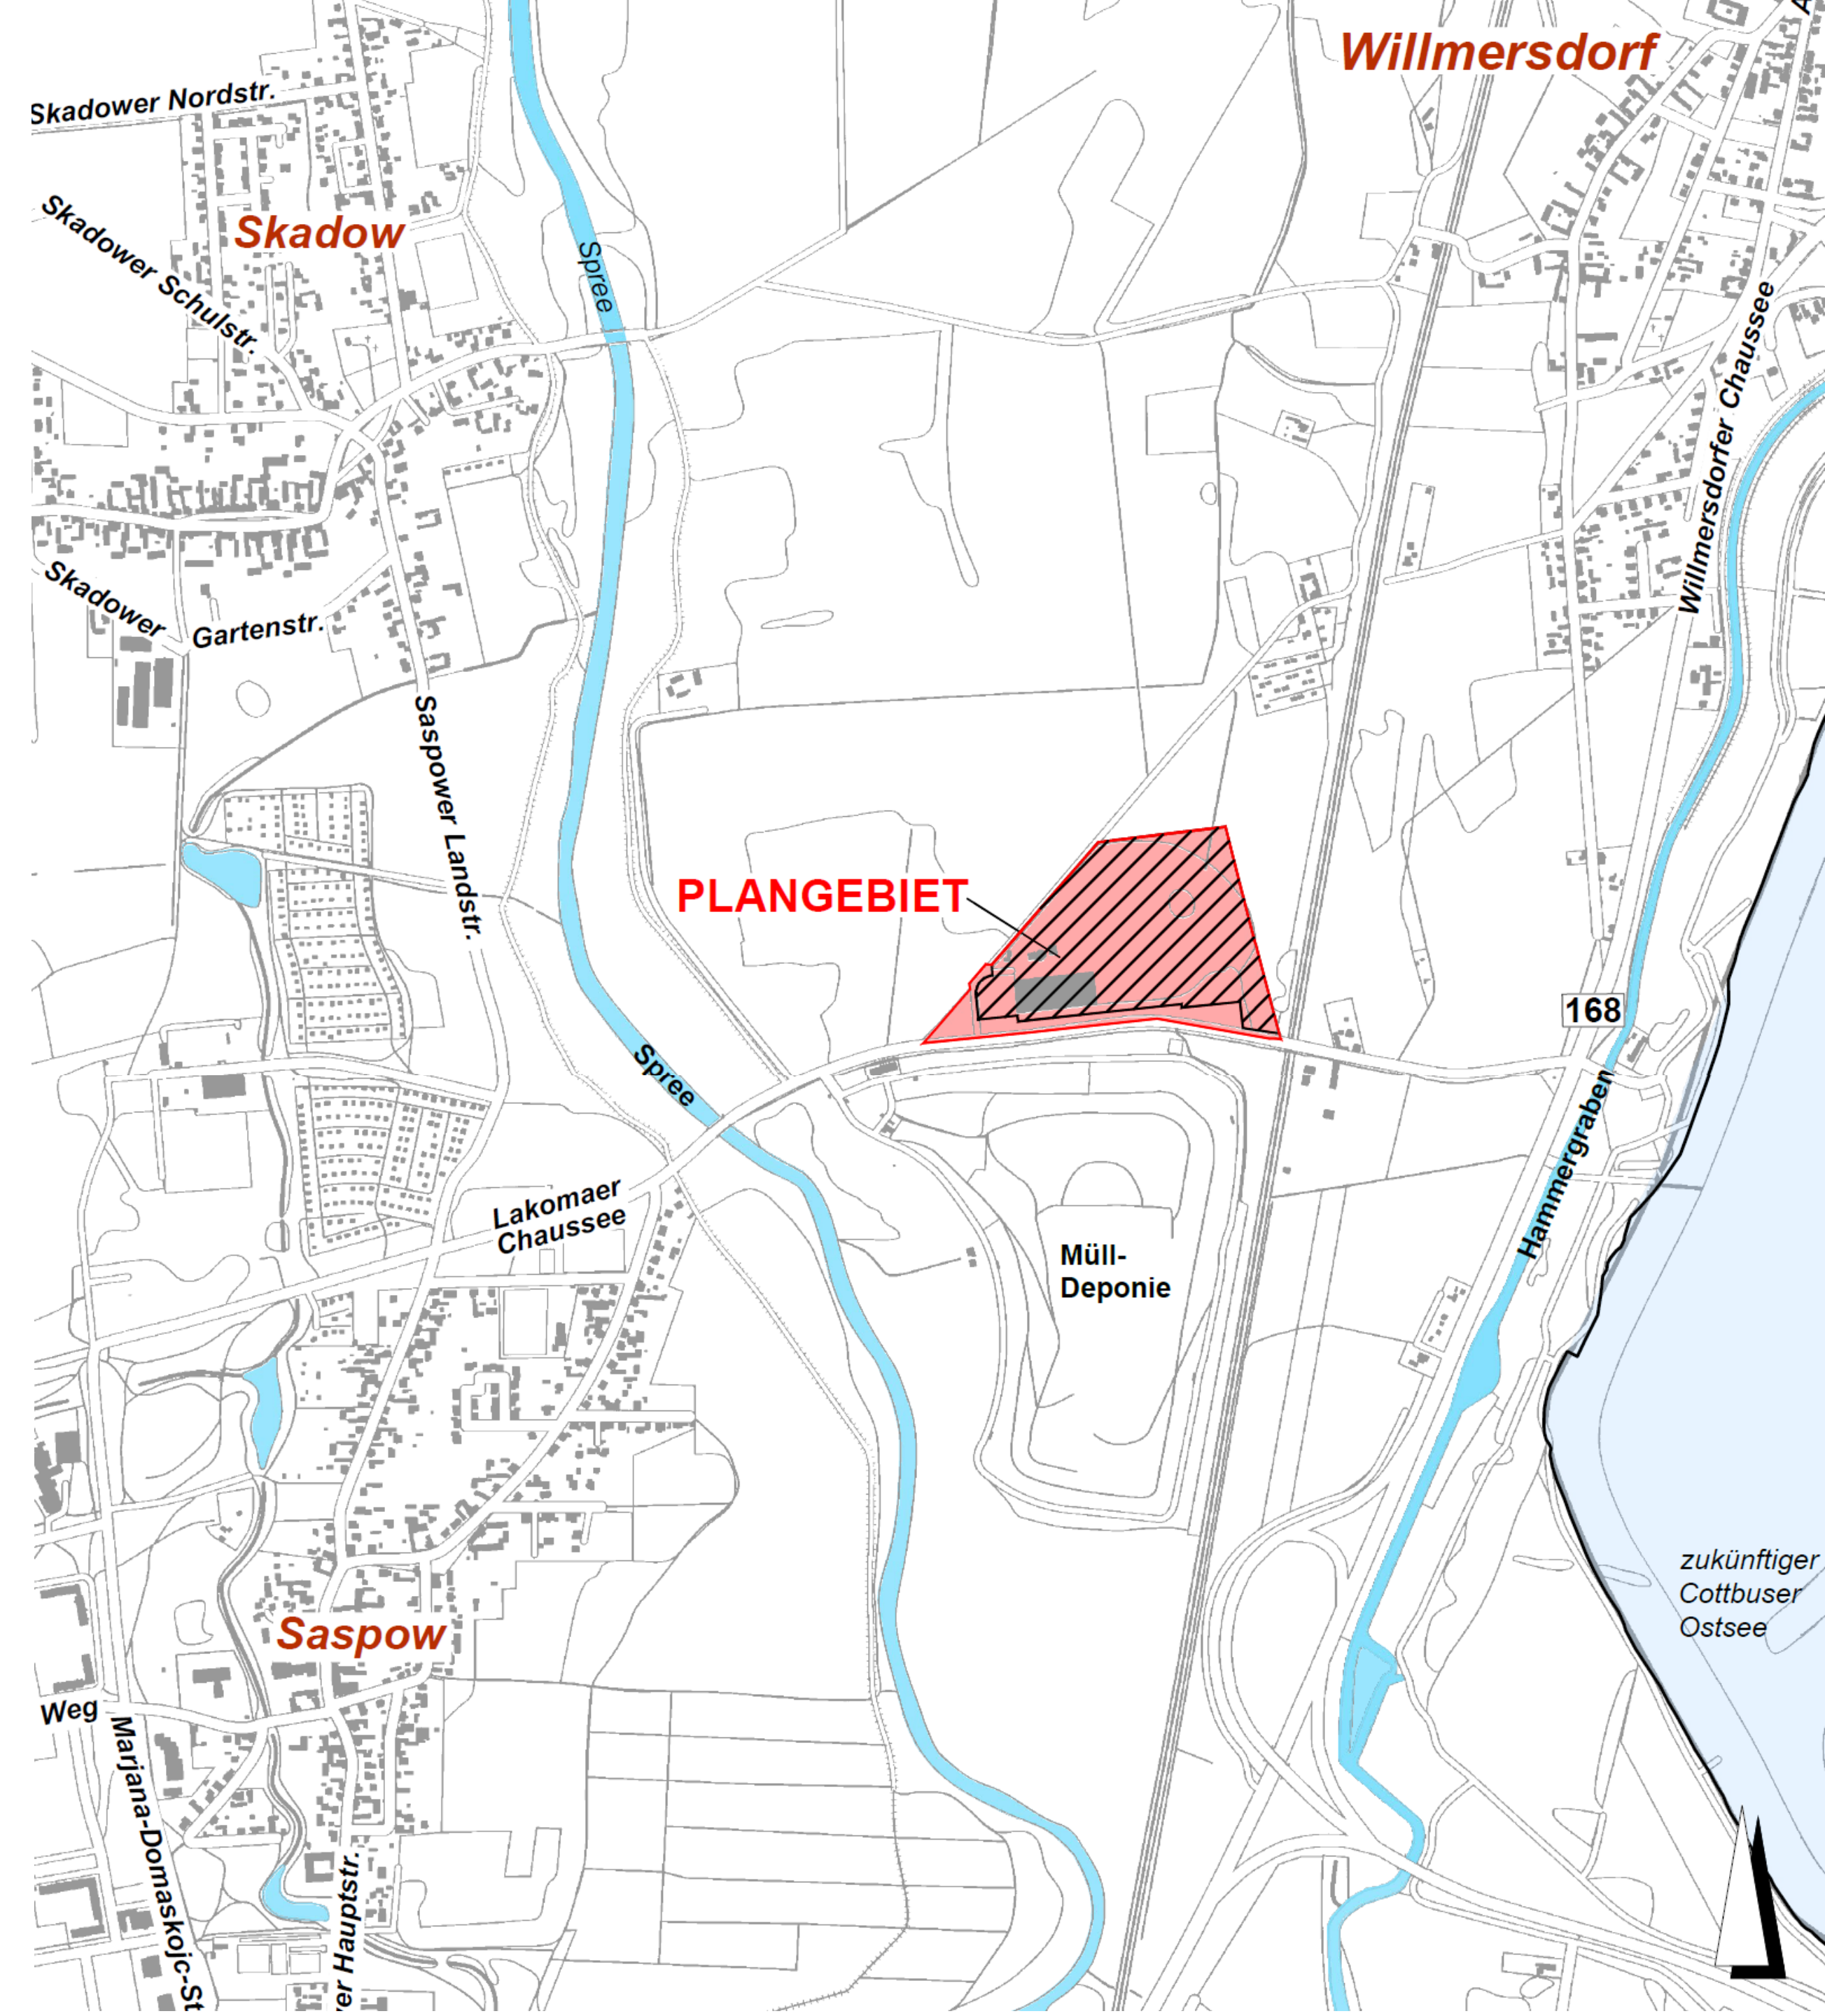 Willmersdorf
Skadower Nordstr.
Skadow
Skadower Schulstr.
Spree
Willmersdorfer Chaussee
Skadower
Gartenstr.
Saspower Landstr.
PLANGEBIET
168
Spree
Hammergraben
Lakomaer
Chaussee
Müll-
Deponie
zukünftiger
Cottbuser
Ostsee
Saspow
Weg
Marjana-Domaskojc-St
er Hauptstr.